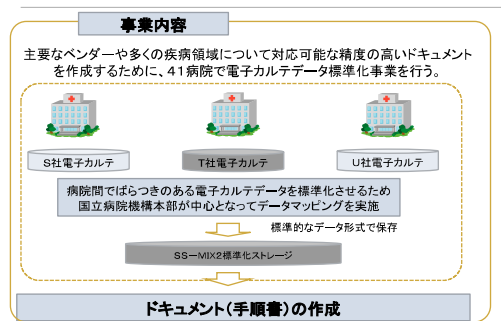 事業内容
主要なベンダーや多くの疾病領域について対応可能な精度の高いドキュメント
を作成するために、41病院で電子カルテデータ標準化事業を行う。
S社電子カルテ
T社電子カルテ
U社電子カルテ
病院間でばらつきのある電子カルテデータを標準化させるため
国立病院機構本部が中心となってデータマッピングを実施
標準的なデータ形式で保存
SS-MIX2標準化ストレージ
ドキュメント(手順書)の作成